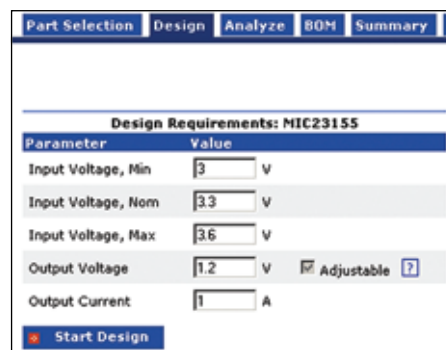 Part Selection Design Analyze BOM Summary
Design Requirements: MIC23155
Parameter Value
Input Voltage, Min 3 V
Input Voltage, Nom 3.3 V
Input Voltage, Max 3.6 V
Output Voltage 1.2 V Adjustable ?
Output Current 1 A
Start Design